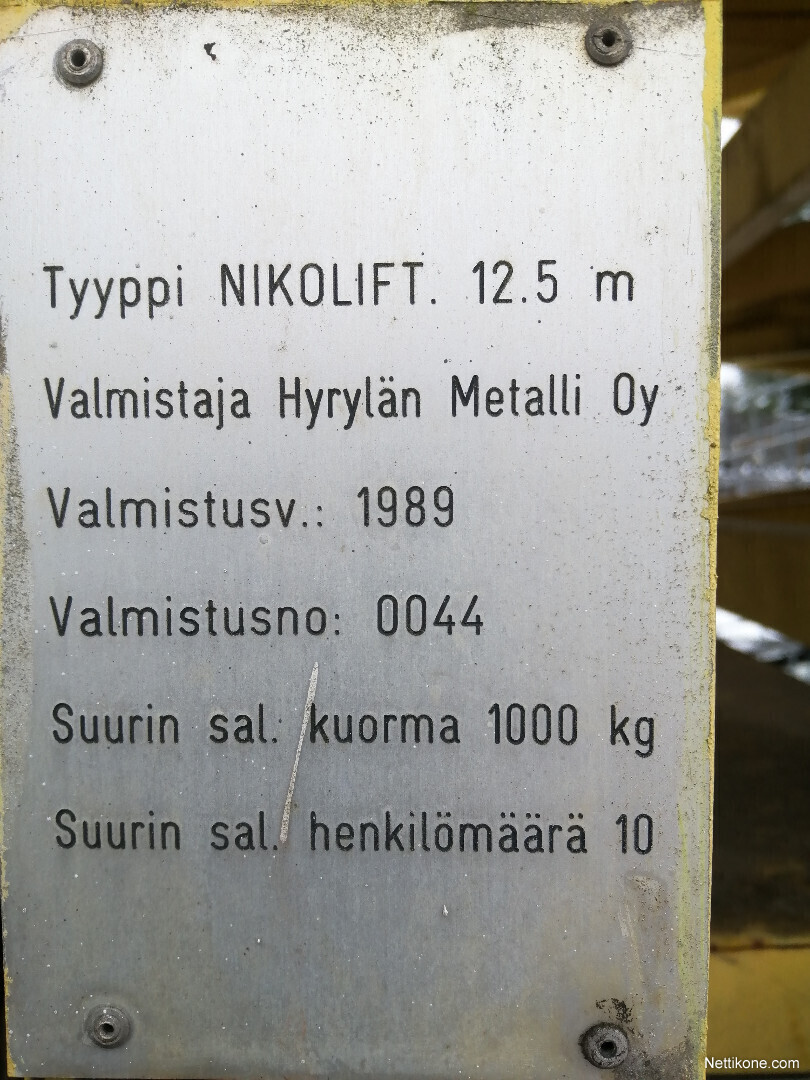 Tyyppi NIKOLIFT. 12.5 m
Valmistaja Hyrylän Metalli Oy
Valmistusv.: 1989
Valmistusno: 0044
Suurin sal. kuorma 1000 kg
Suurin sal. henkilömäärä 10
Nettikone.com